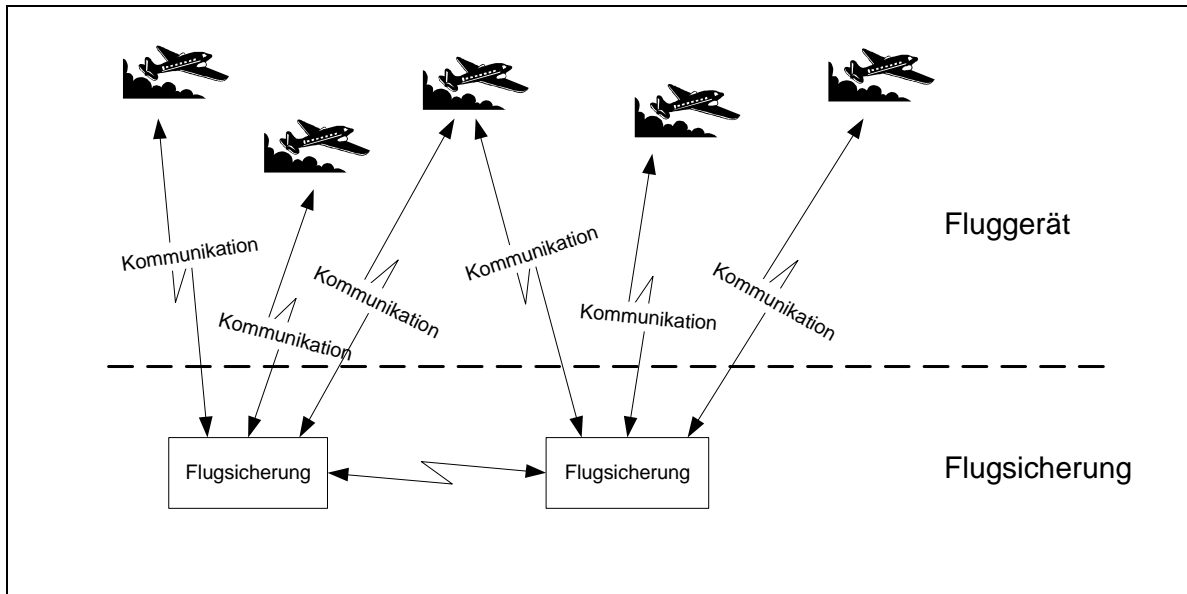 Fluggerät
Kommunikation
Kommunikation
Kommunikation
Kommunikation
Kommunikation
Kommunikation
Flugsicherung
Flugsicherung
Flugsicherung